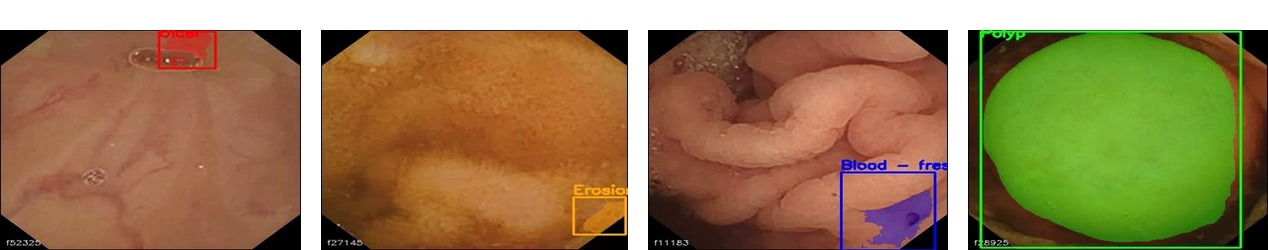 Ulcer
Erosion
Blood - fres
Polyp
f52325
f27145
f11183
f28925